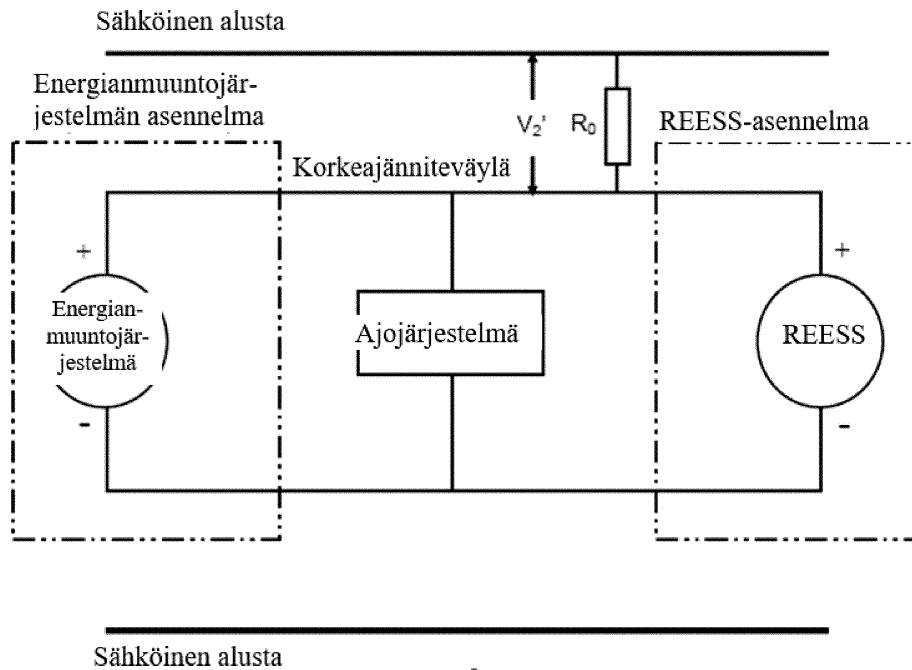 Sähköinen alusta
Energianmuuntojär-
jestelmän asennelma
V₂'
R₀
REESS-asennelma
Korkeajänniteväylä
+
+
Energian-
muuntojär-
jestelmä
Ajojärjestelmä
REESS
-
-
Sähköinen alusta